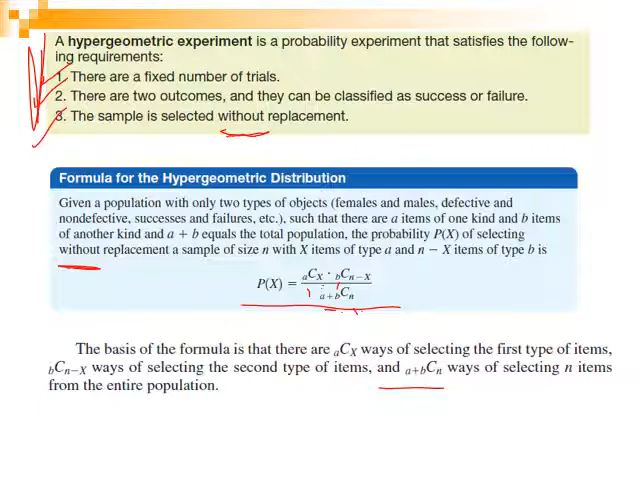 A hypergeometric experiment is a probability experiment that satisfies the follow-
ing requirements:
1. There are a fixed number of trials.
2. There are two outcomes, and they can be classified as success or failure.
3. The sample is selected without replacement.
Formula for the Hypergeometric Distribution
Given a population with only two types of objects (females and males, defective and
nondefective, successes and failures, etc.), such that there are a items of one kind and b items
of another kind and a + b equals the total population, the probability P(X) of selecting
without replacement a sample of size n with X items of type a and n − X items of type b is
P(X) = ₐC_X · _bC_{n−X} / _{a+b}C_n
The basis of the formula is that there are ₐC_X ways of selecting the first type of items,
_bC_{n−X} ways of selecting the second type of items, and _{a+b}C_n ways of selecting n items
from the entire population.